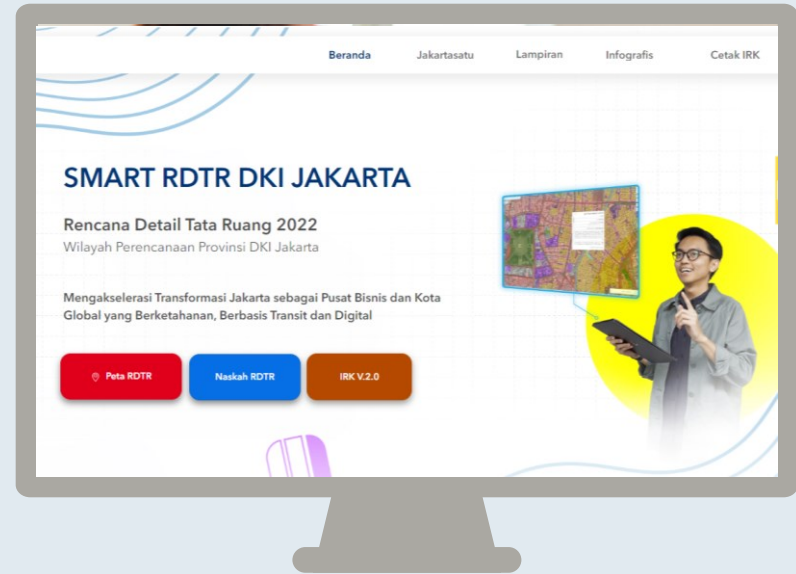 Beranda Jakartasatu Lampiran Infografis Cetak IRK
SMART RDTR DKI JAKARTA
Rencana Detail Tata Ruang 2022
Wilayah Perencanaan Provinsi DKI Jakarta
Mengakselerasi Transformasi Jakarta sebagai Pusat Bisnis dan Kota
Global yang Berketahanan, Berbasis Transit dan Digital
Peta RDTR Naskah RDTR IRK V.2.0